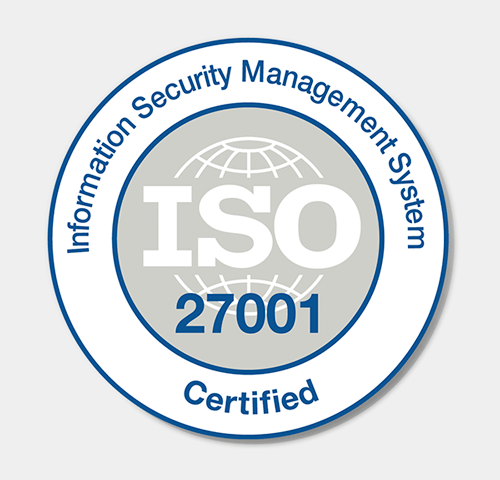 Information Security Management System
ISO
27001
Certified